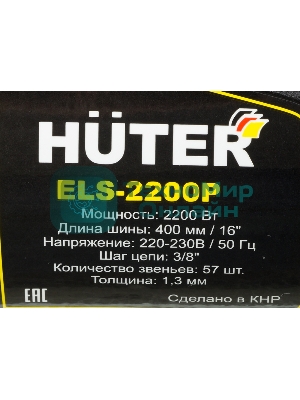 HÜTER
ELS-2200P
Мощность: 2200 Вт
Длина шины: 400 мм / 16"
Напряжение: 220-230В / 50 Гц
Шаг цепи: 3/8"
Количество звеньев: 57 шт.
Толщина: 1,3 мм
EAC
Сделано в КНР